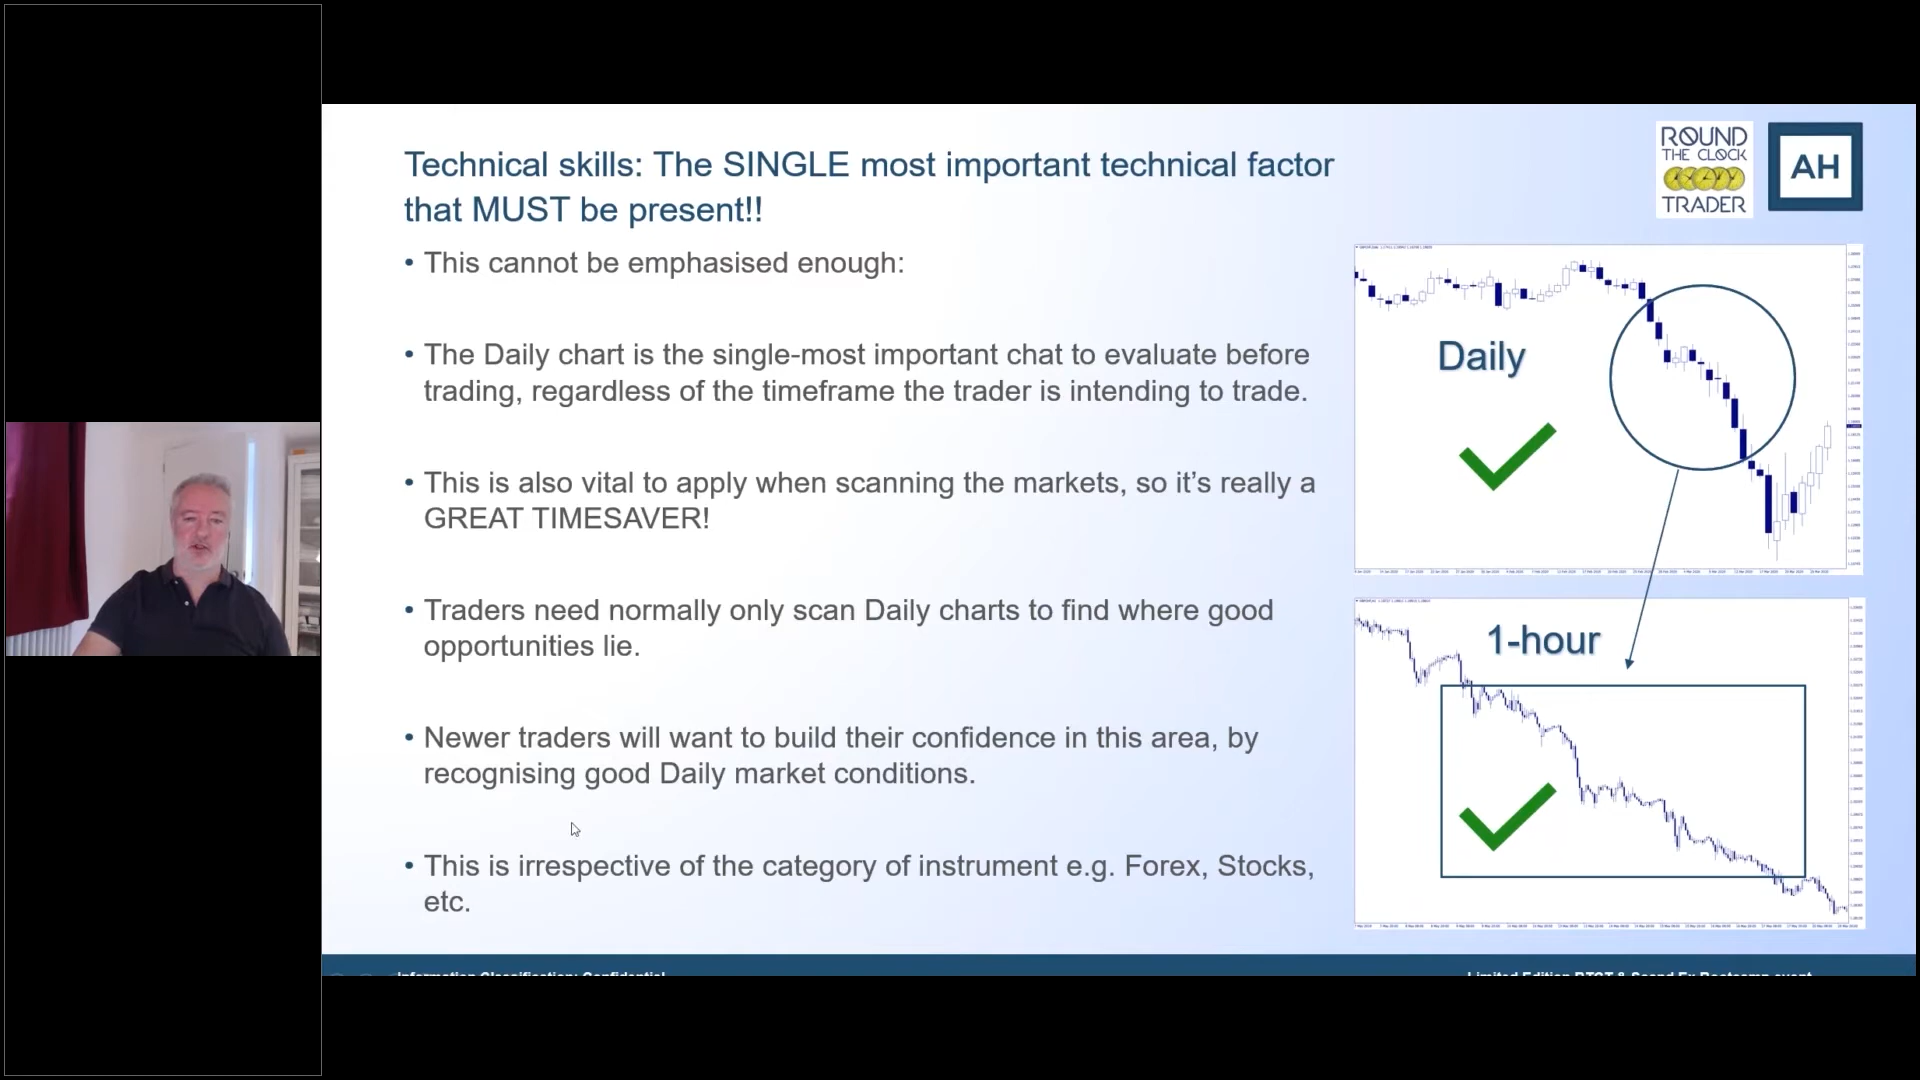 Technical skills: The SINGLE most important technical factor
that MUST be present!!
ROUND
THE CLOCK
TRADER
AH
• This cannot be emphasised enough:
• The Daily chart is the single-most important chat to evaluate before
trading, regardless of the timeframe the trader is intending to trade.
• This is also vital to apply when scanning the markets, so it’s really a
GREAT TIMESAVER!
• Traders need normally only scan Daily charts to find where good
opportunities lie.
• Newer traders will want to build their confidence in this area, by
recognising good Daily market conditions.
• This is irrespective of the category of instrument e.g. Forex, Stocks,
etc.
Daily
1-hour
Information Classification: Confidential